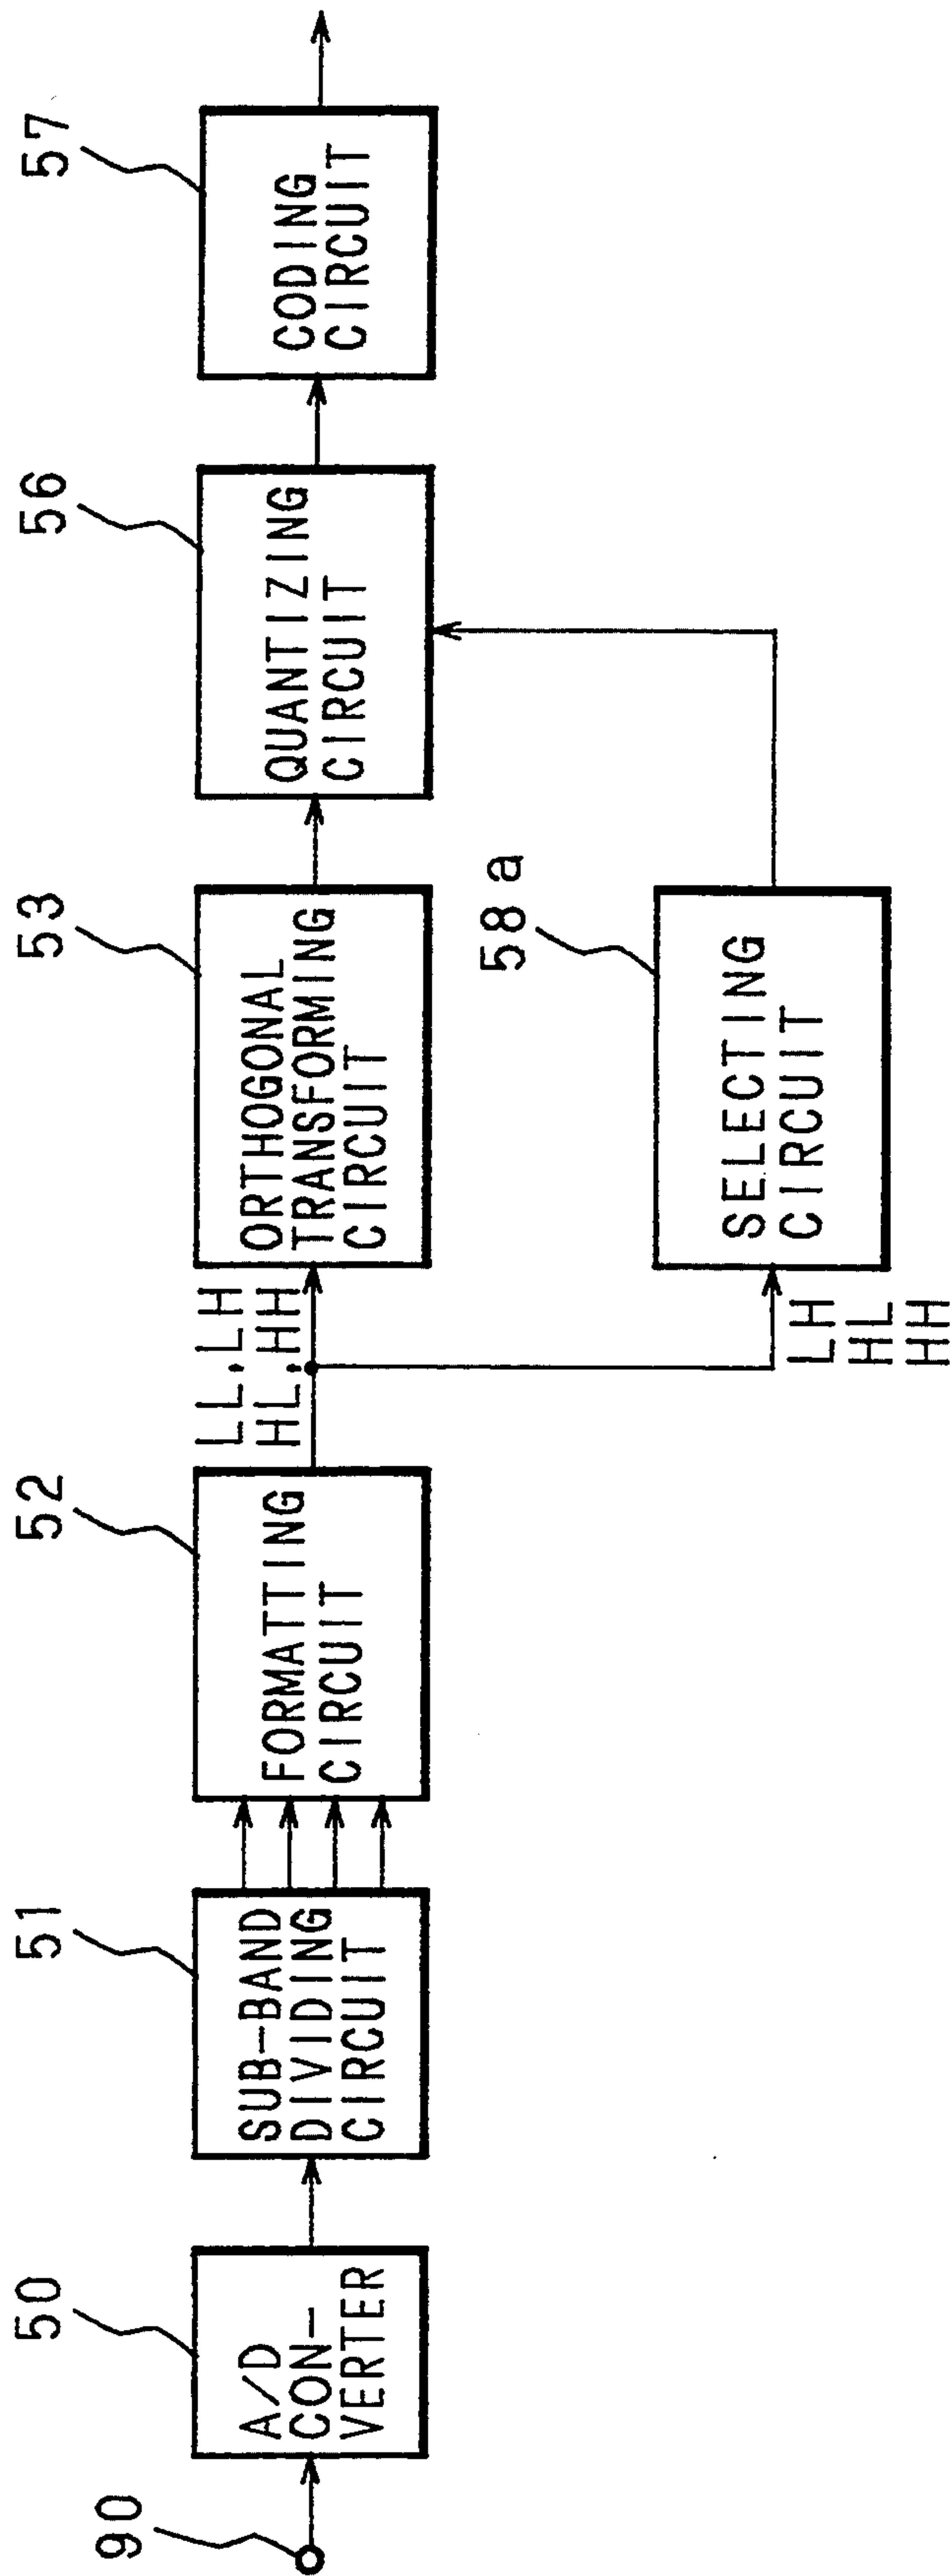 90
50
A/D
CON-
VERTER
51
SUB-BAND
DIVIDING
CIRCUIT
52
FORMATTING
CIRCUIT
LL,LH
HL,HH
53
ORTHOGONAL
TRANSFORMING
CIRCUIT
56
QUANTIZING
CIRCUIT
57
CODING
CIRCUIT
LH
HL
HH
58a
SELECTING
CIRCUIT